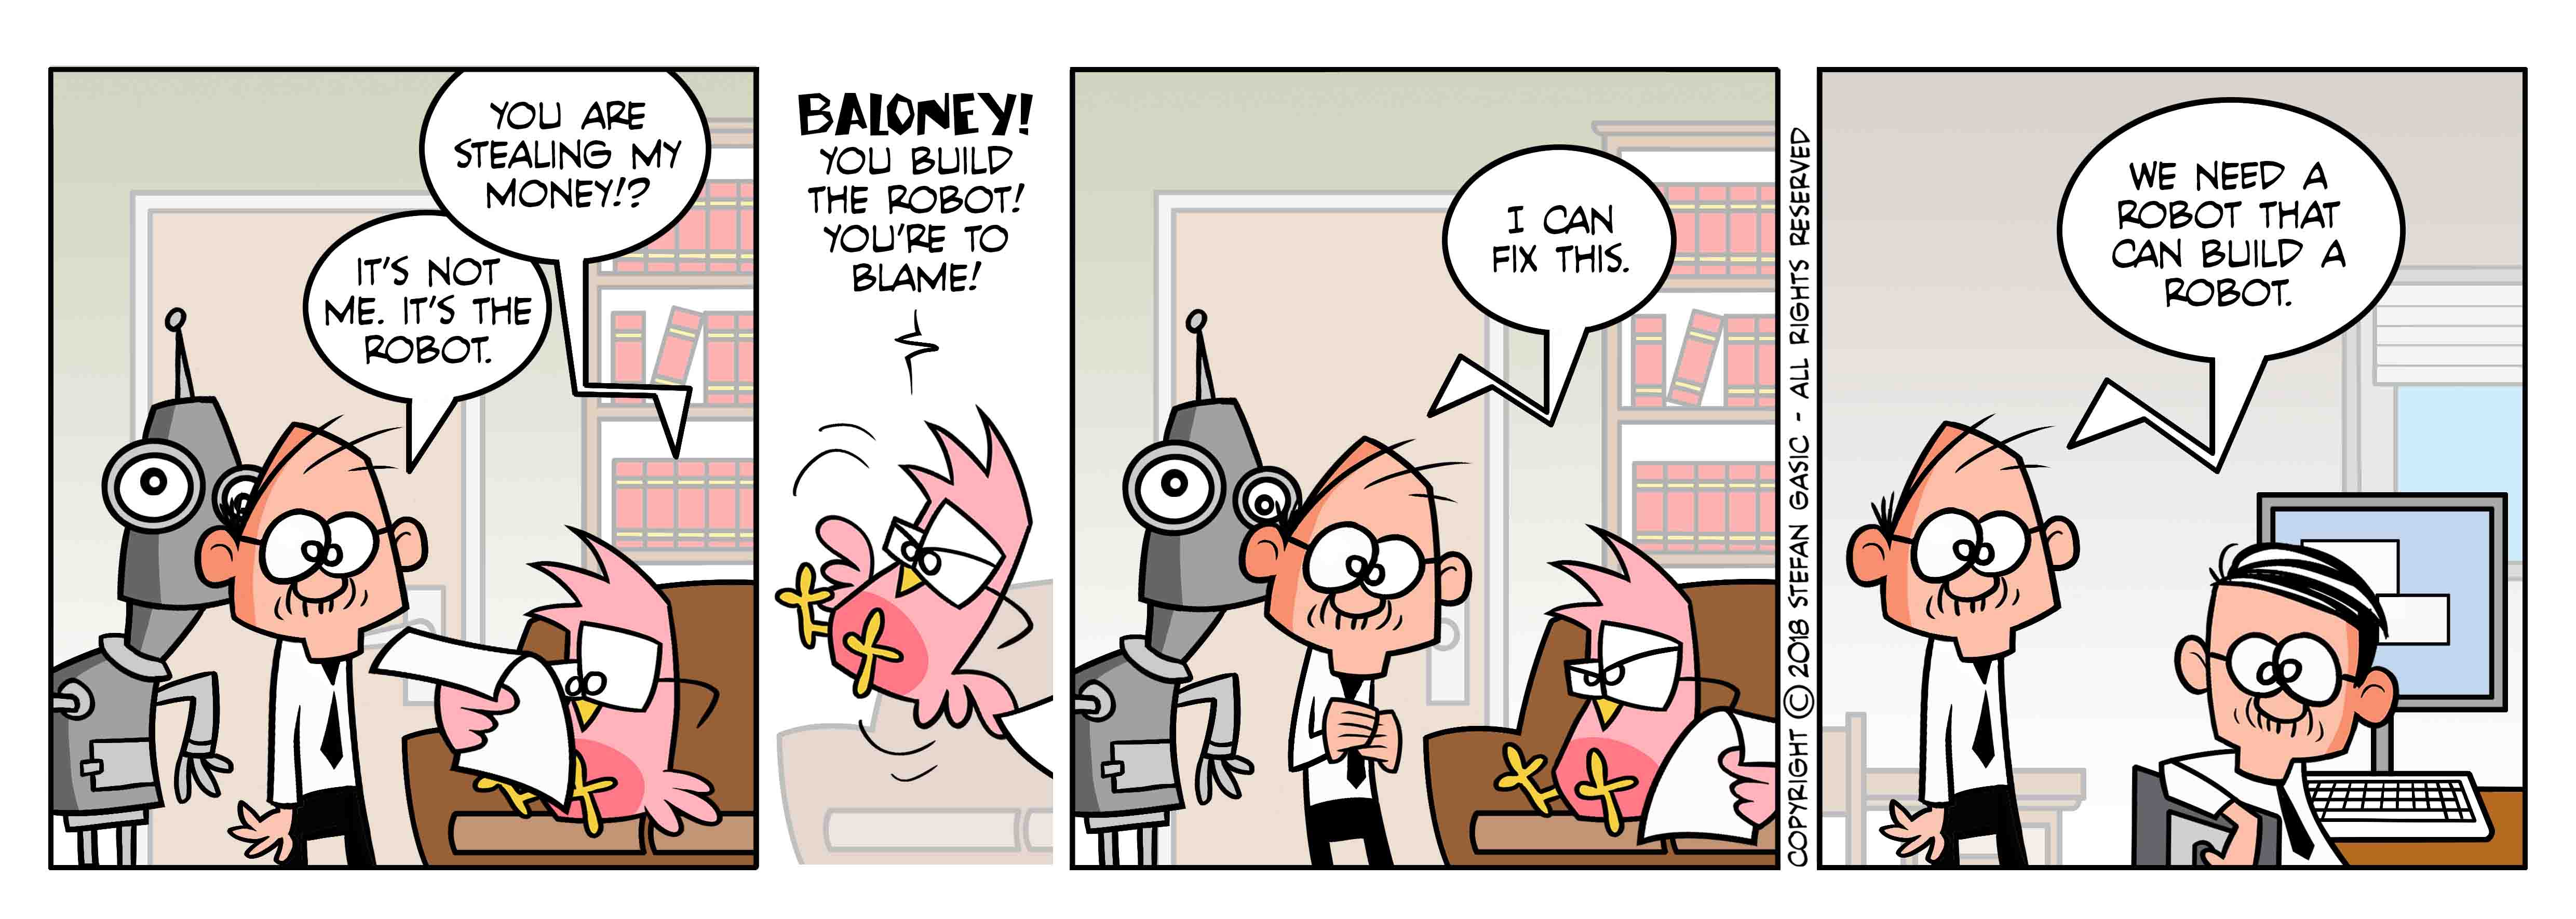 YOU ARE
STEALING MY
MONEY!?
IT'S NOT
ME. IT'S THE
ROBOT.
BALONEY!
YOU BUILD
THE ROBOT!
YOU'RE TO
BLAME!
I CAN
FIX THIS.
COPYRIGHT © 2018 STEFAN GASIC - ALL RIGHTS RESERVED
WE NEED A
ROBOT THAT
CAN BUILD A
ROBOT.